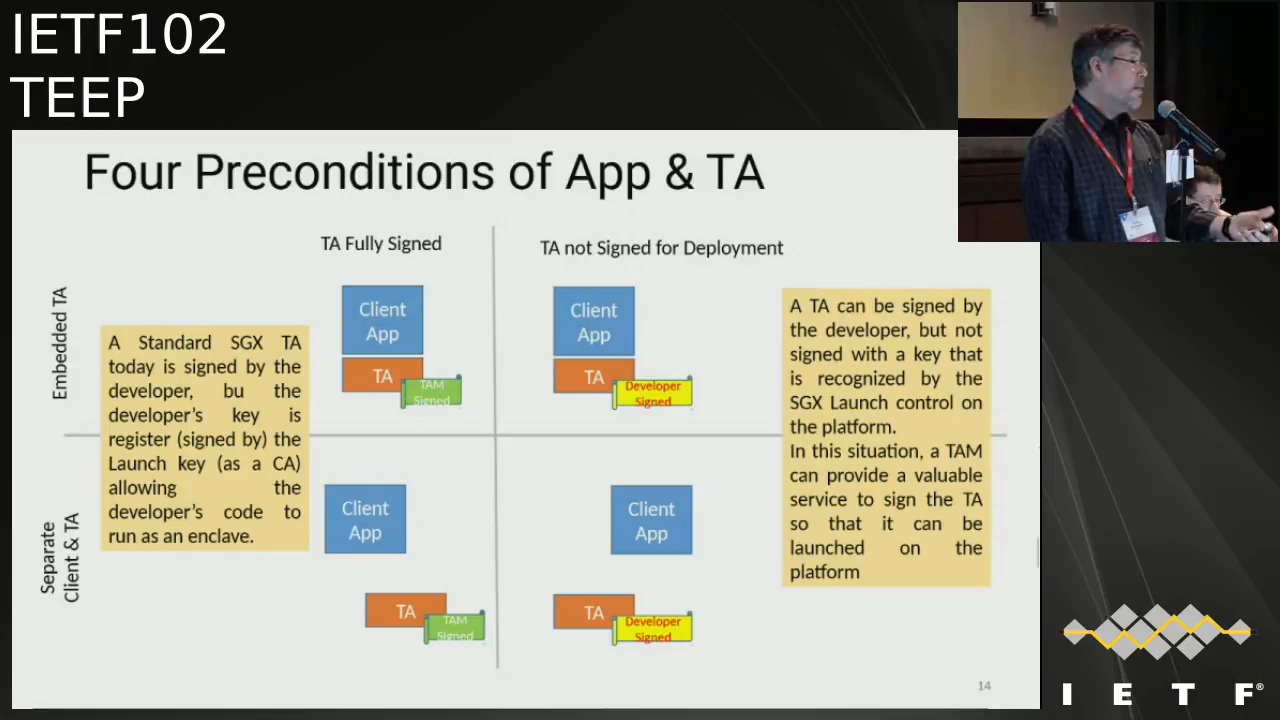 IETF102
TEEP
Four Preconditions of App & TA
TA Fully Signed
TA not Signed for Deployment
Embedded TA
Client
App
TA
TAM
Signed
Client
App
TA
Developer
Signed
A Standard SGX TA
today is signed by the
developer, bu the
developer's key is
register (signed by) the
Launch key (as a CA)
allowing the
developer's code to
run as an enclave.
A TA can be signed by
the developer, but not
signed with a key that
is recognized by the
SGX Launch control on
the platform.
In this situation, a TAM
can provide a valuable
service to sign the TA
so that it can be
launched on the
platform
Separate
Client & TA
Client
App
TA
TAM
Signed
Client
App
TA
Developer
Signed
14
I E T F®